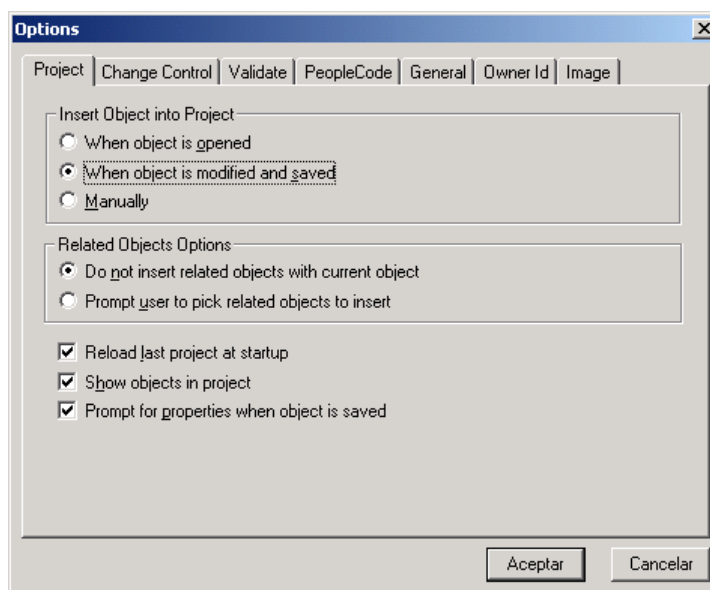 Options
Project Change Control Validate PeopleCode General Owner Id Image
Insert Object into Project
When object is opened
When object is modified and saved
Manually
Related Objects Options
Do not insert related objects with current object
Prompt user to pick related objects to insert
Reload last project at startup
Show objects in project
Prompt for properties when object is saved
Aceptar Cancelar